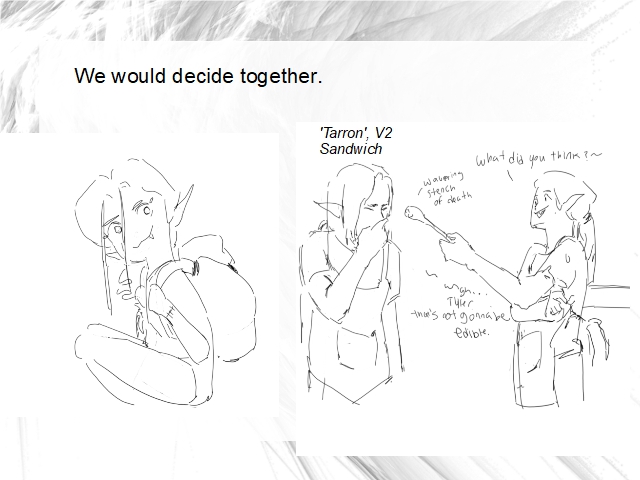 We would decide together.
'Tarron', V2
Sandwich
What did you think?~
wavering
stench
of death
Tyler
that's not gonna be
edible.